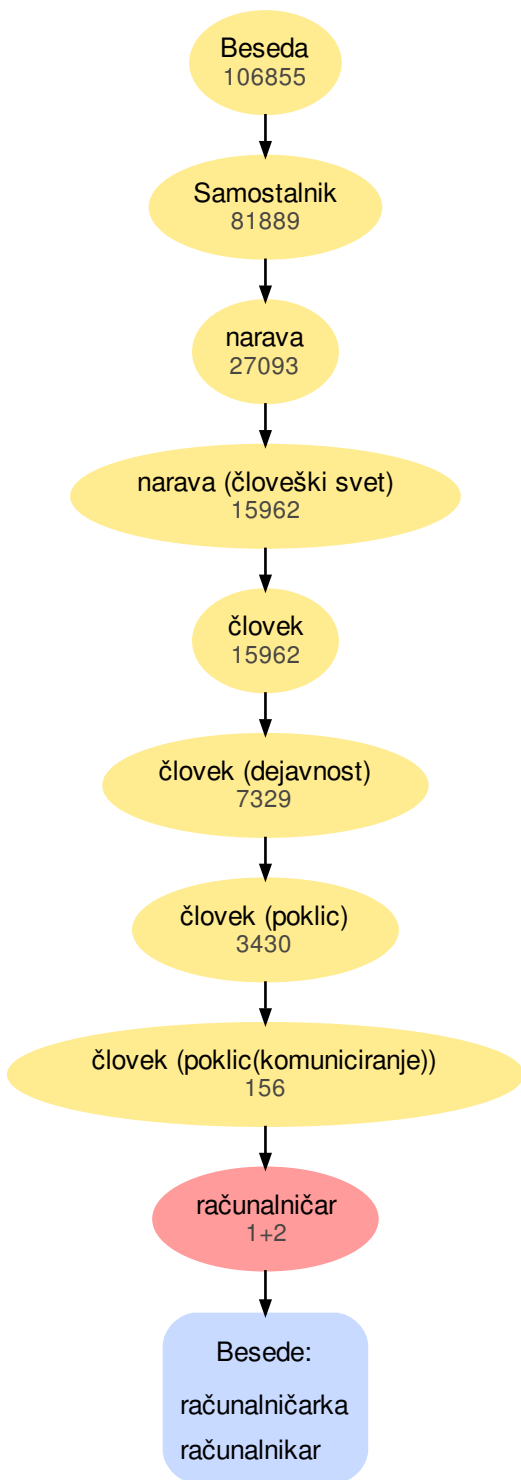 Beseda
106855
Samostalnik
81889
narava
27093
narava (človeški svet)
15962
človek
15962
človek (dejavnost)
7329
človek (poklic)
3430
človek (poklic(komuniciranje))
156
računalničar
1+2
Besede:
računalničarka
računalnikar